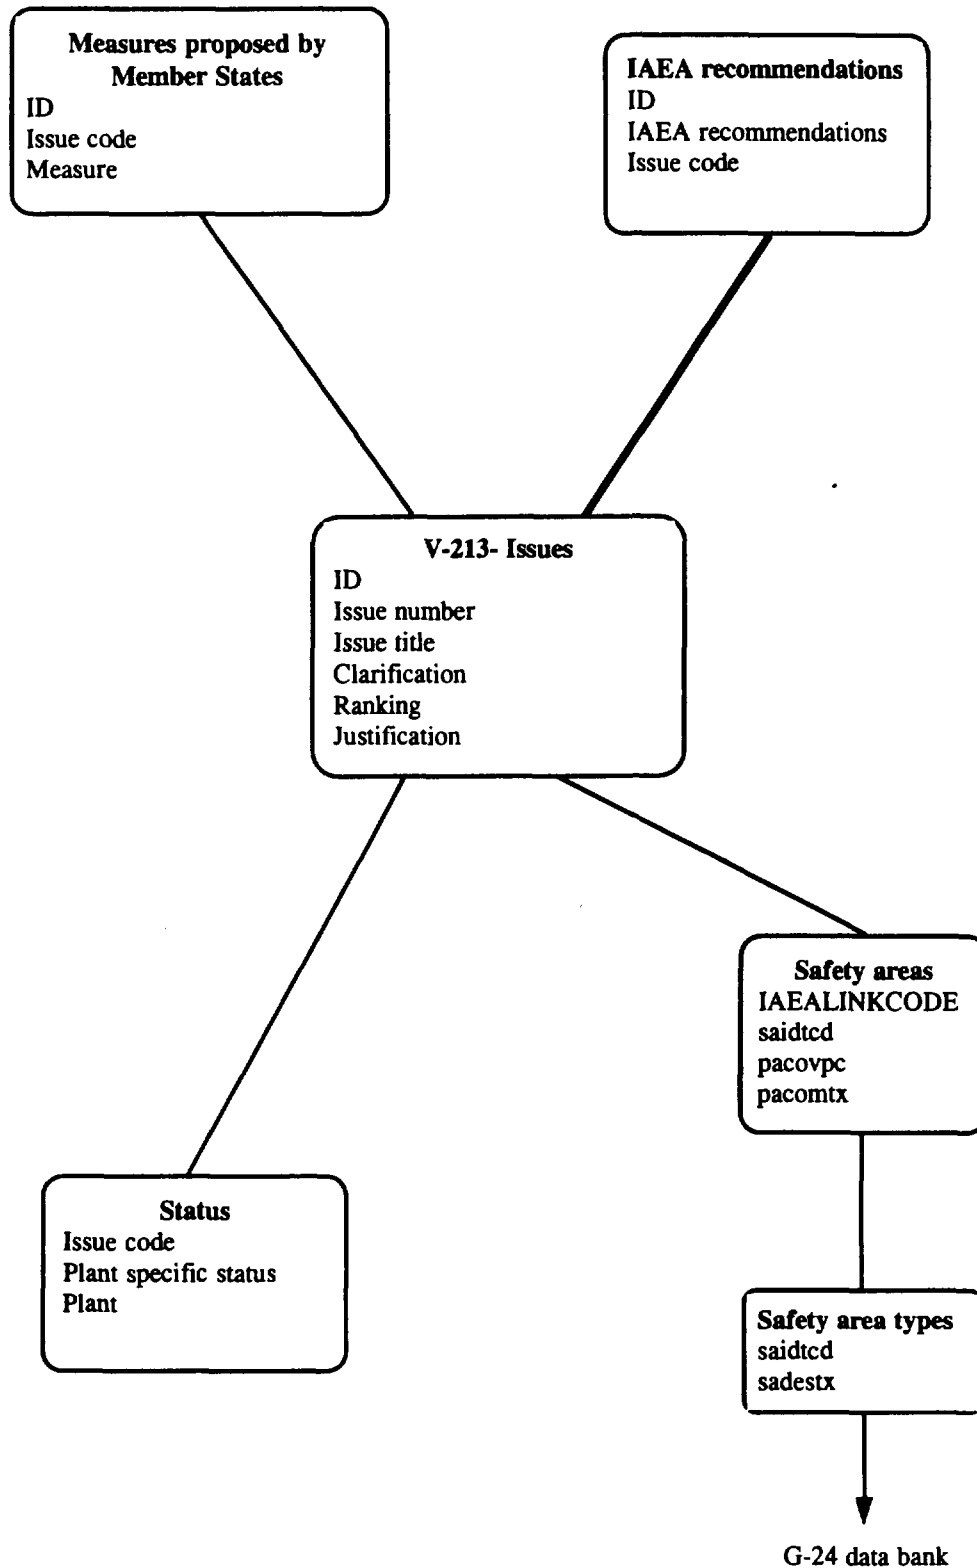 Measures proposed by
Member States
ID
Issue code
Measure
IAEA recommendations
ID
IAEA recommendations
Issue code
V-213- Issues
ID
Issue number
Issue title
Clarification
Ranking
Justification
Safety areas
IAEALINKCODE
saidtcd
pacovpc
pacomtx
Status
Issue code
Plant specific status
Plant
Safety area types
saidtcd
sadestx
G-24 data bank